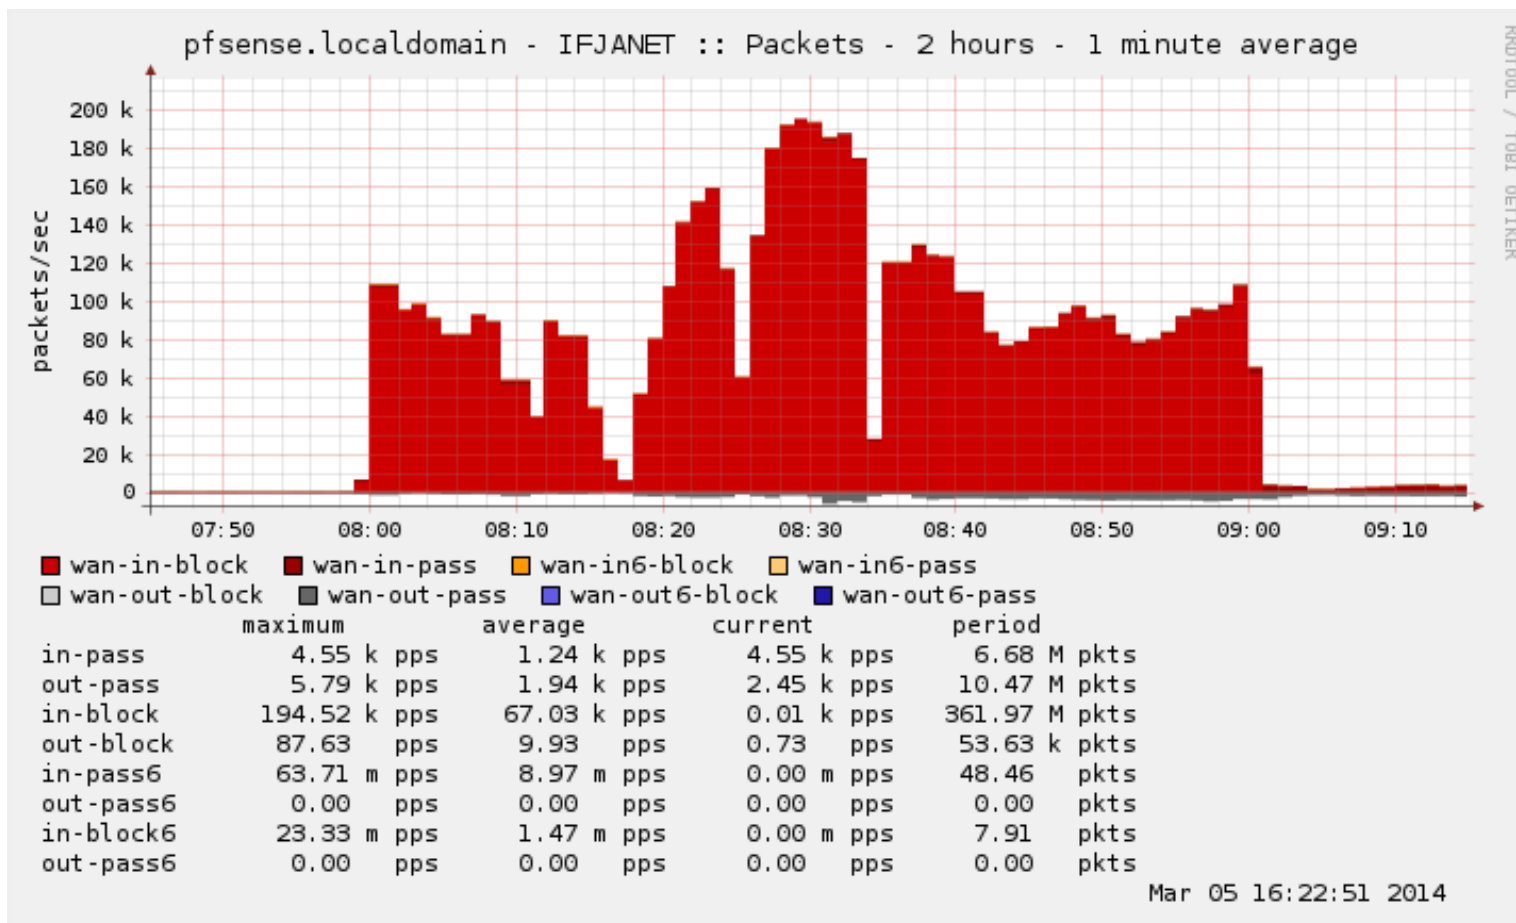 pfsense.localdomain - IFJANET :: Packets - 2 hours - 1 minute average
RRDTOOL / TOBI OETIKER
packets/sec
200 k
180 k
160 k
140 k
120 k
100 k
80 k
60 k
40 k
20 k
0
07:50 08:00 08:10 08:20 08:30 08:40 08:50 09:00 09:10
wan-in-block wan-in-pass wan-in6-block wan-in6-pass
wan-out-block wan-out-pass wan-out6-block wan-out6-pass
maximum average current period
in-pass 4.55 k pps 1.24 k pps 4.55 k pps 6.68 M pkts
out-pass 5.79 k pps 1.94 k pps 2.45 k pps 10.47 M pkts
in-block 194.52 k pps 67.03 k pps 0.01 k pps 361.97 M pkts
out-block 87.63 pps 9.93 pps 0.73 pps 53.63 k pkts
in-pass6 63.71 m pps 8.97 m pps 0.00 m pps 48.46 pkts
out-pass6 0.00 pps 0.00 pps 0.00 pps 0.00 pkts
in-block6 23.33 m pps 1.47 m pps 0.00 m pps 7.91 pkts
out-pass6 0.00 pps 0.00 pps 0.00 pps 0.00 pkts
Mar 05 16:22:51 2014